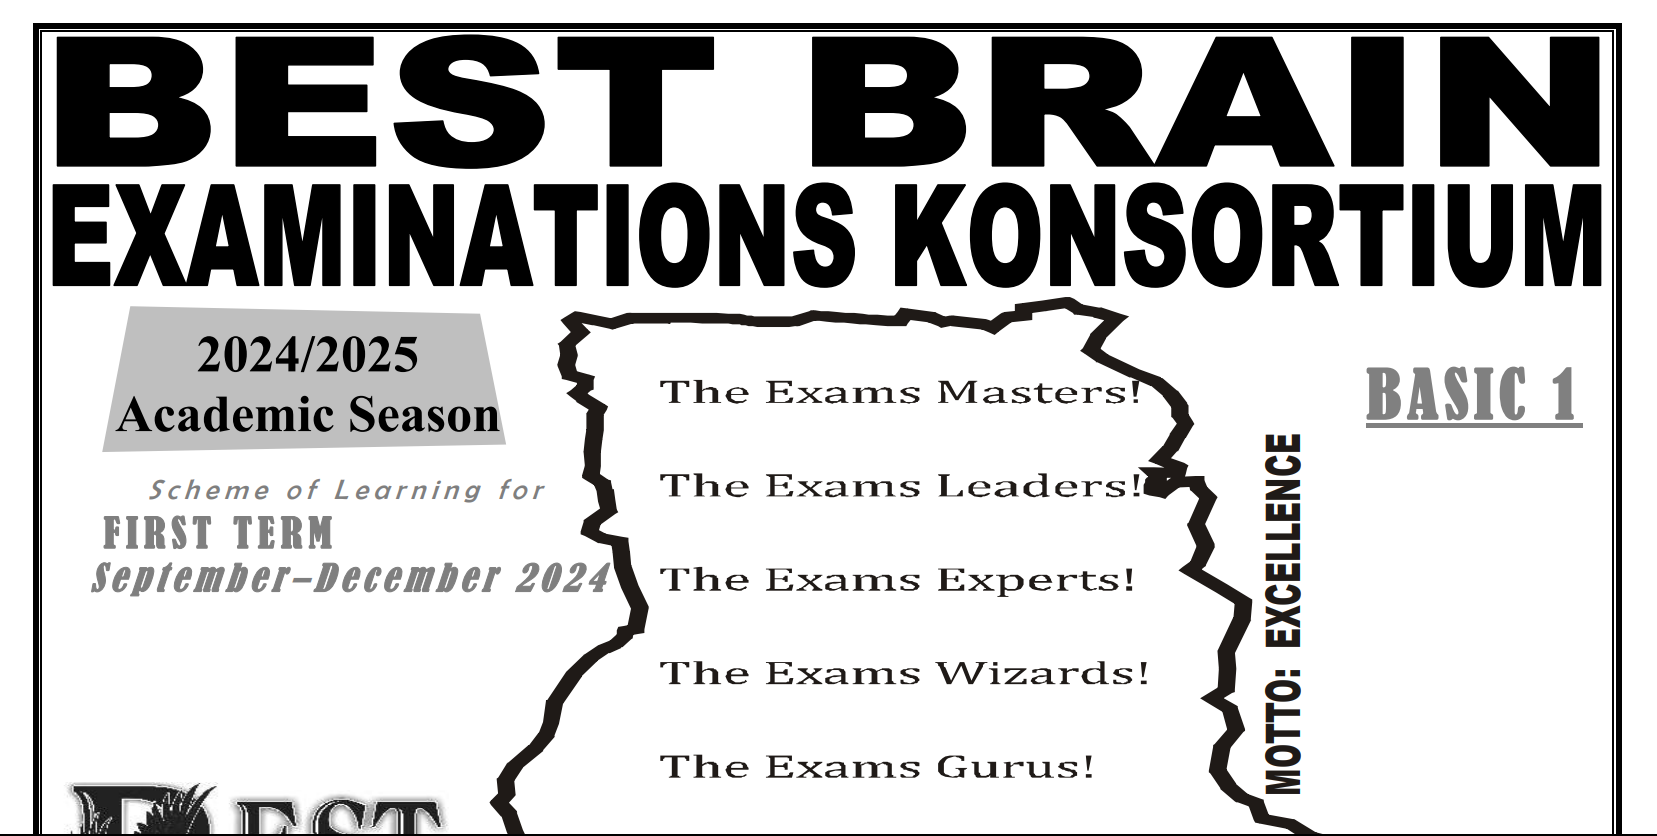 BEST BRAIN
EXAMINATIONS KONSORTIUM
2024/2025
Academic Season
Scheme of Learning for
FIRST TERM
September–December 2024
The Exams Masters!
The Exams Leaders!
The Exams Experts!
The Exams Wizards!
The Exams Gurus!
MOTTO: EXCELLENCE
BASIC 1
BEST